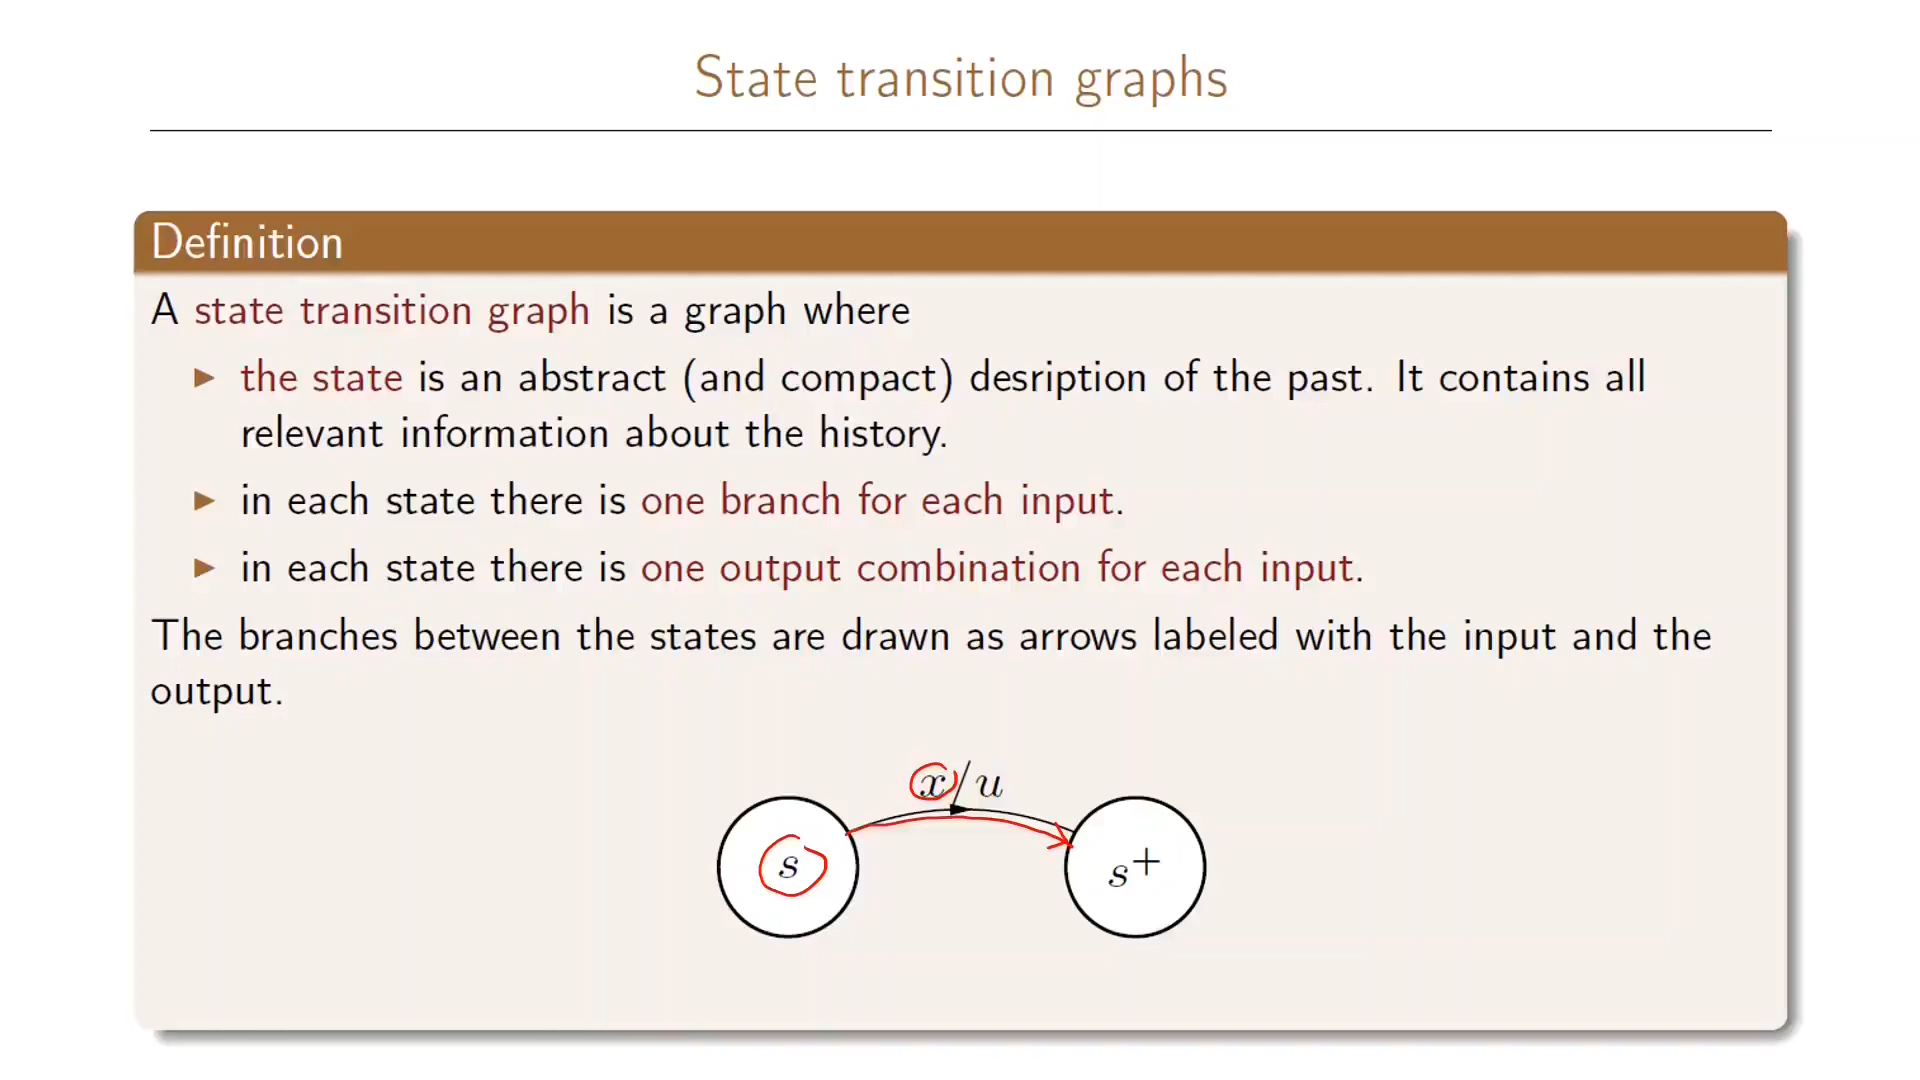 State transition graphs
Definition
A state transition graph is a graph where
▶ the state is an abstract (and compact) desription of the past. It contains all
relevant information about the history.
▶ in each state there is one branch for each input.
▶ in each state there is one output combination for each input.
The branches between the states are drawn as arrows labeled with the input and the
output.
x/u
s s⁺